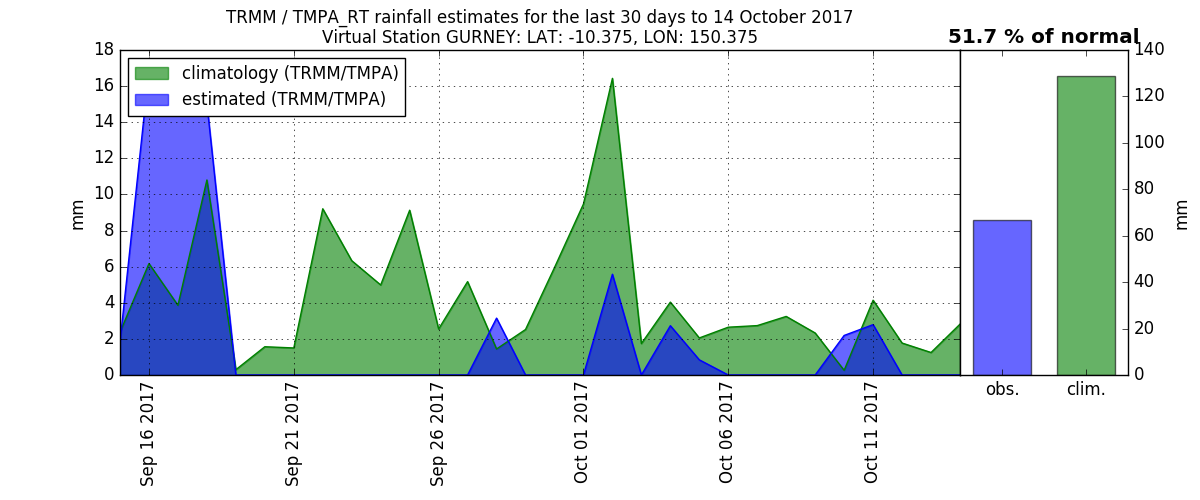 TRMM / TMPA_RT rainfall estimates for the last 30 days to 14 October 2017
Virtual Station GURNEY: LAT: -10.375, LON: 150.375
51.7 % of normal
climatology (TRMM/TMPA)
estimated (TRMM/TMPA)
18
16
14
12
10
8
6
4
2
0
mm
Sep 16 2017
Sep 21 2017
Sep 26 2017
Oct 01 2017
Oct 06 2017
Oct 11 2017
obs.
clim.
140
120
100
80
60
40
20
0
mm